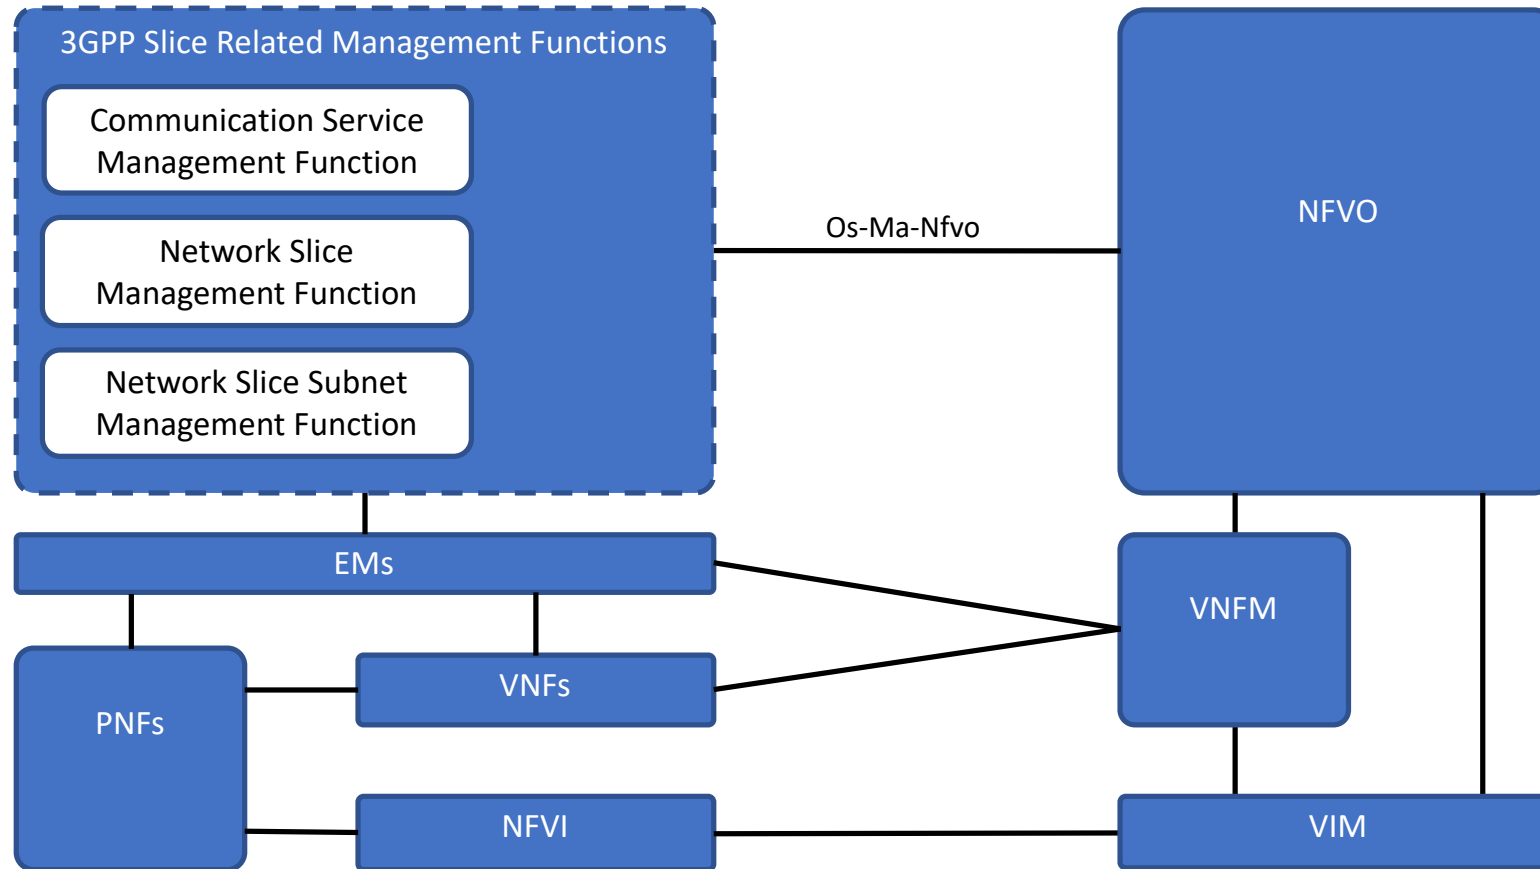 3GPP Slice Related Management Functions
Communication Service
Management Function
Network Slice
Management Function
Network Slice Subnet
Management Function
Os-Ma-Nfvo
NFVO
EMs
VNFM
VNFs
PNFs
NFVI
VIM